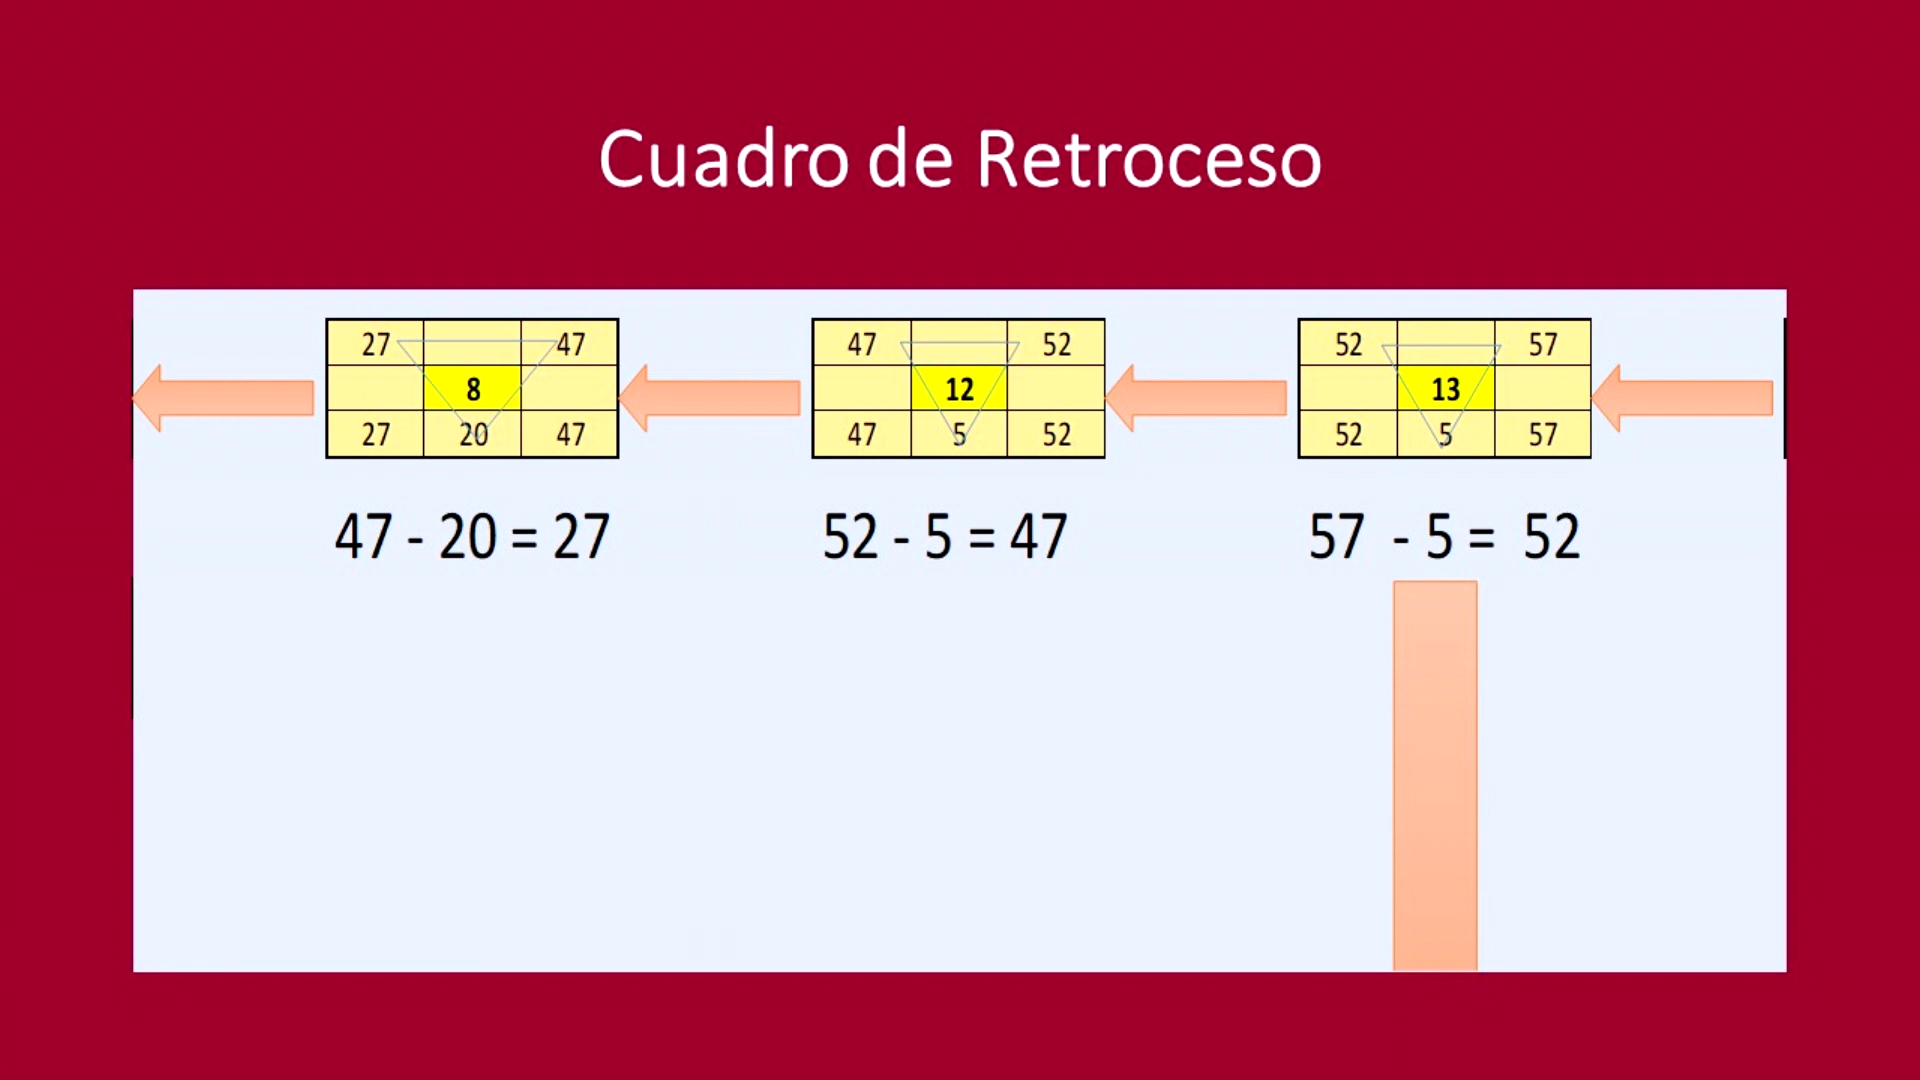 Cuadro de Retroceso
27 47 47 52 52 57
8 12 13
27 20 47 47 5 52 52 5 57
47 - 20 = 27 52 - 5 = 47 57 - 5 = 52